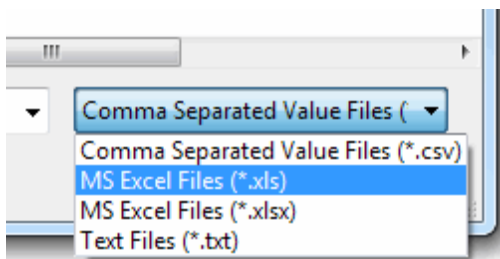 Comma Separated Value Files (
Comma Separated Value Files (*.csv)
MS Excel Files (*.xls)
MS Excel Files (*.xlsx)
Text Files (*.txt)